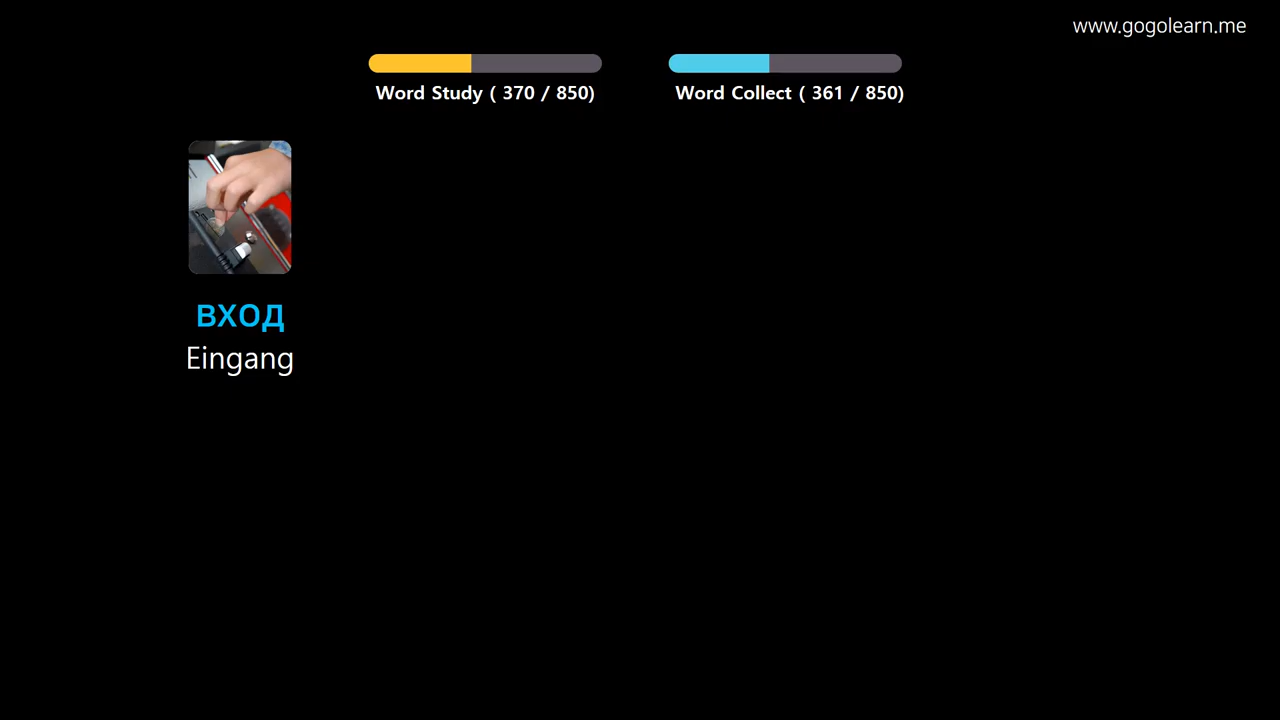 www.gogolearn.me
Word Study ( 370 / 850)
Word Collect ( 361 / 850)
вход
Eingang